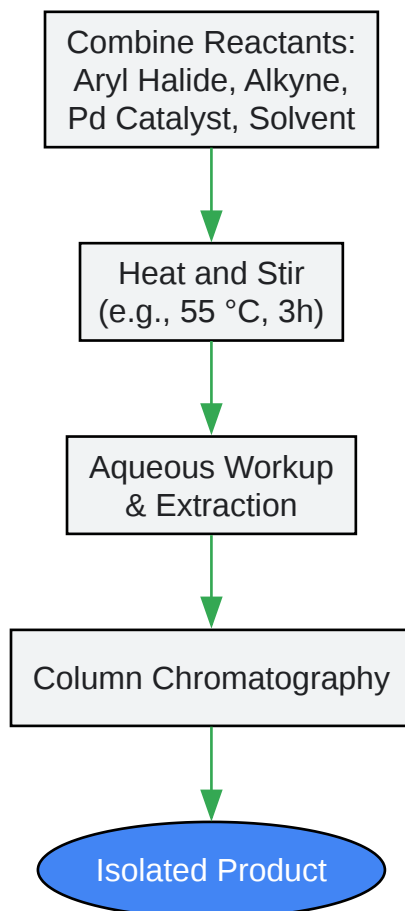 Combine Reactants:
Aryl Halide, Alkyne,
Pd Catalyst, Solvent
Heat and Stir
(e.g., 55 °C, 3h)
Aqueous Workup
& Extraction
Column Chromatography
Isolated Product